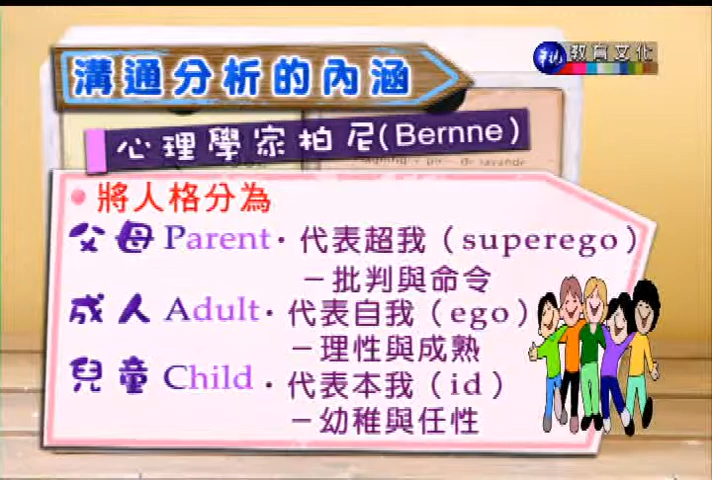 溝通分析的內涵
華視 教育文化
心理學家柏尼(Bernne)
• 將人格分為
父母 Parent・代表超我（superego）
－批判與命令
成人 Adult・代表自我（ego）
－理性與成熟
兒童 Child・代表本我（id）
－幼稚與任性